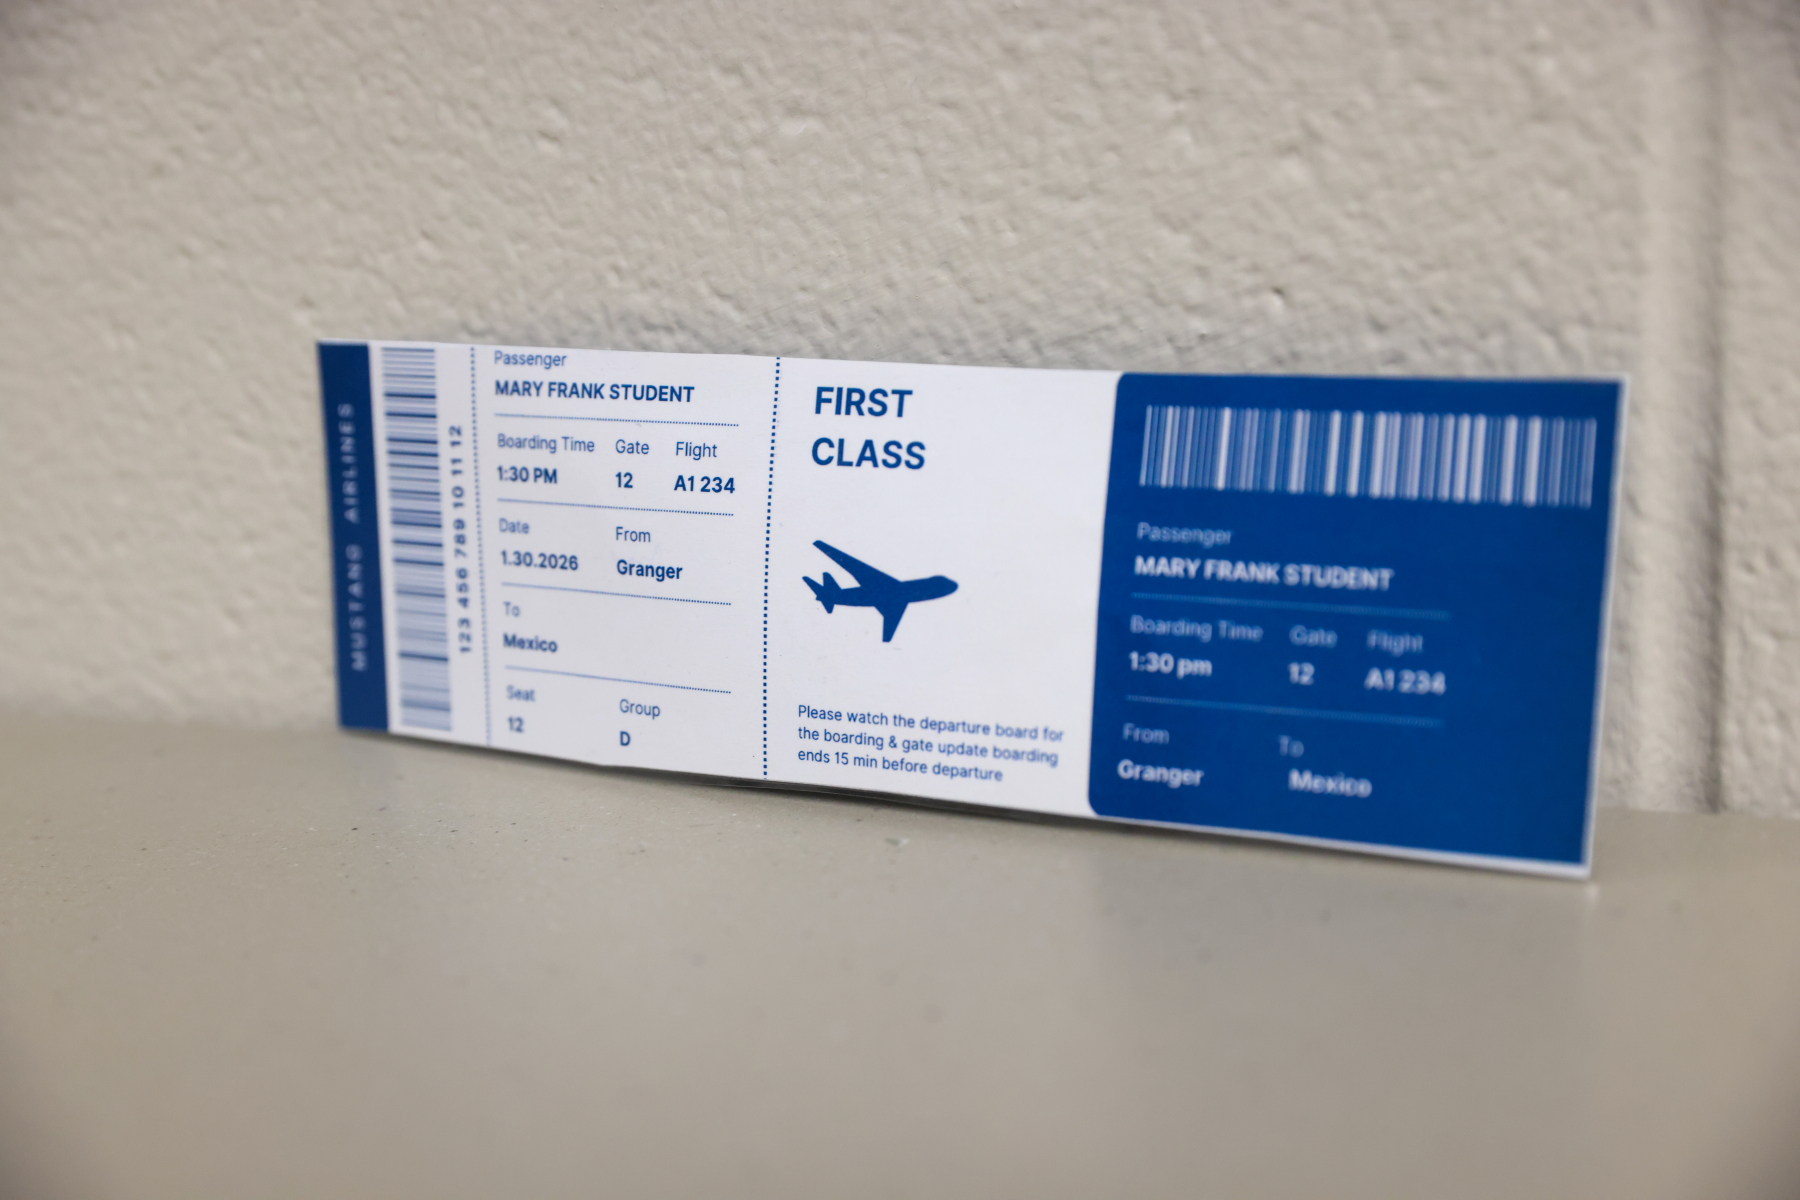 MUSTANG AIRLINES
123 456 789 10 11 12
Passenger
MARY FRANK STUDENT
Boarding Time Gate Flight
1:30 PM 12 A1 234
Date From
1.30.2026 Granger
To
Mexico
Seat Group
12 D
FIRST
CLASS
Please watch the departure board for
the boarding & gate update boarding
ends 15 min before departure
Passenger
MARY FRANK STUDENT
Boarding Time Gate Flight
1:30 pm 12 A1 234
From To
Granger Mexico